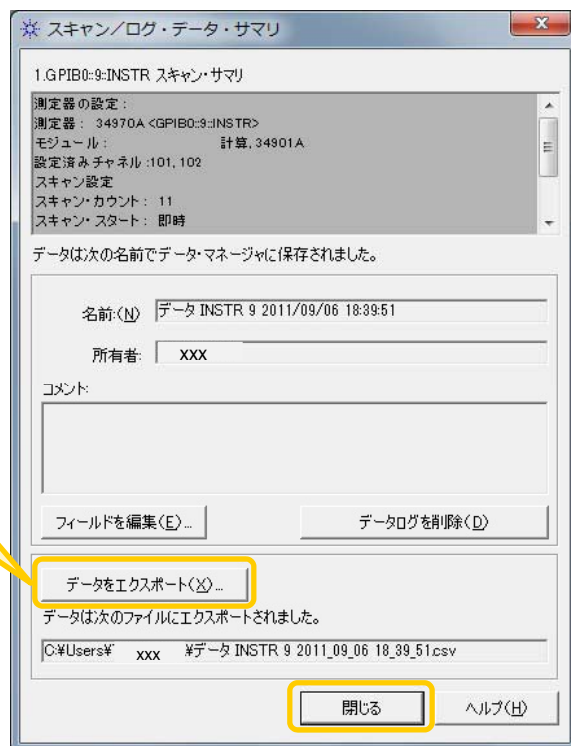 スキャン/ログ・データ・サマリ
1.GPIB0::9::INSTR スキャン・サマリ
測定器の設定:
測定器: 34970A <GPIB0::9::INSTR>
モジュール: 計算, 34901A
設定済みチャネル:101, 102
スキャン設定
スキャン・カウント: 11
スキャン・スタート: 即時
データは次の名前でデータ・マネージャに保存されました。
名前:(N) データ INSTR 9 2011/09/06 18:39:51
所有者: XXX
コメント:
フィールドを編集(E)... データログを削除(D)
データをエクスポート(X)...
データは次のファイルにエクスポートされました。
C:¥Users¥ XXX ¥データ INSTR 9 2011_09_06 18_39_51.csv
閉じる ヘルプ(H)